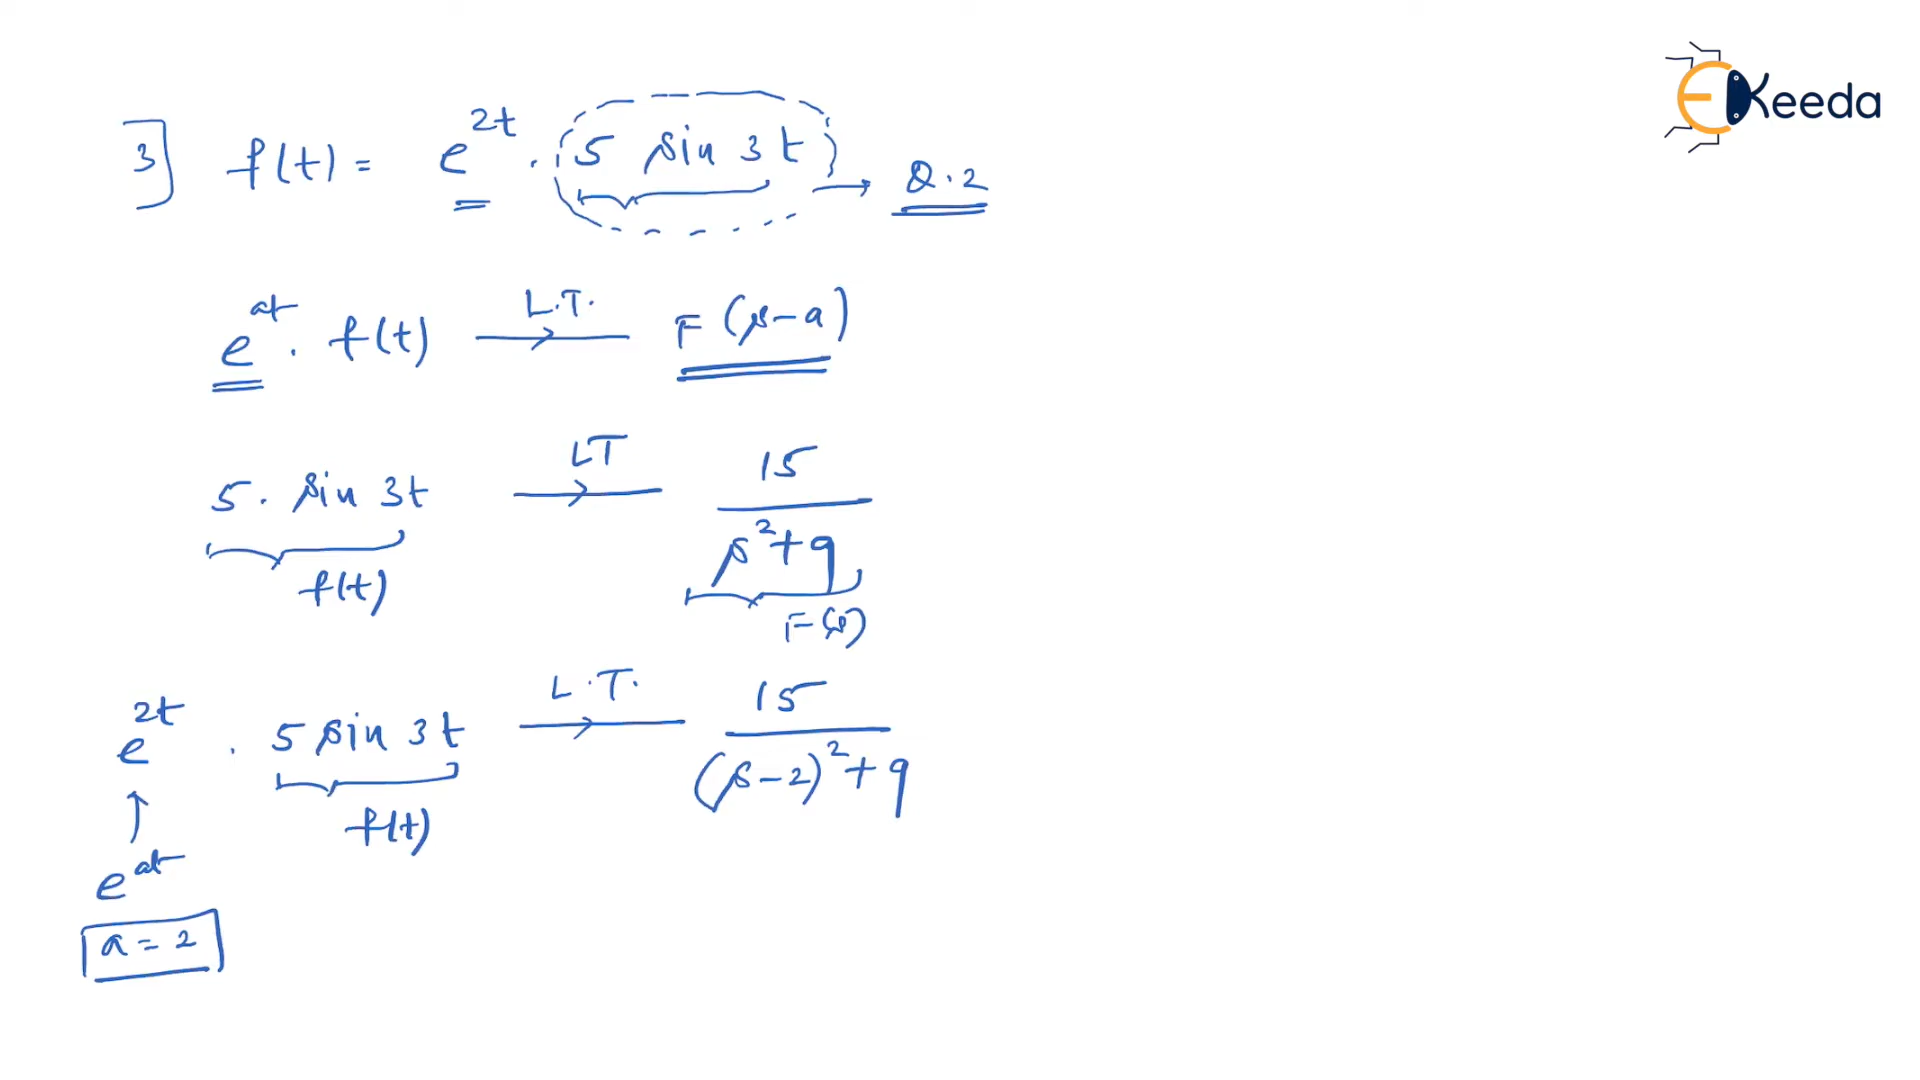 EKeeda
3] f(t) = e^{2t} . 5 sin 3t → Q.2
e^{at} . f(t) L.T. → F(s-a)
5 . sin 3t LT → 15/(s^2+9)
f(t) F(s)
e^{2t} . 5 sin 3t L.T. → 15/((s-2)^2+9)
↑ f(t)
e^{at}
a = 2